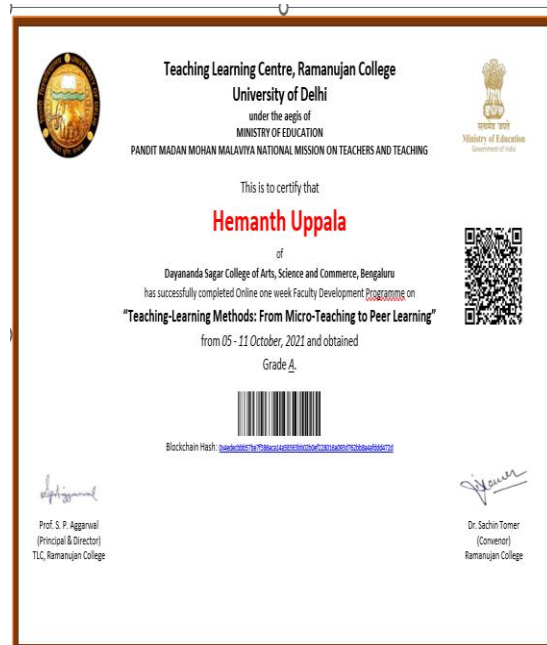 Teaching Learning Centre, Ramanujan College
University of Delhi
under the aegis of
MINISTRY OF EDUCATION
PANDIT MADAN MOHAN MALAVIYA NATIONAL MISSION ON TEACHERS AND TEACHING
सत्यमेव जयते
Ministry of Education
Government of India
This is to certify that
Hemanth Uppala
of
Dayananda Sagar College of Arts, Science and Commerce, Bengaluru
has successfully completed Online one week Faculty Development Programme on
“Teaching-Learning Methods: From Micro-Teaching to Peer Learning”
from 05 - 11 October, 2021 and obtained
Grade A.
Blockchain Hash:
Prof. S. P. Aggarwal
(Principal & Director)
TLC, Ramanujan College
Dr. Sachin Tomer
(Convenor)
Ramanujan College